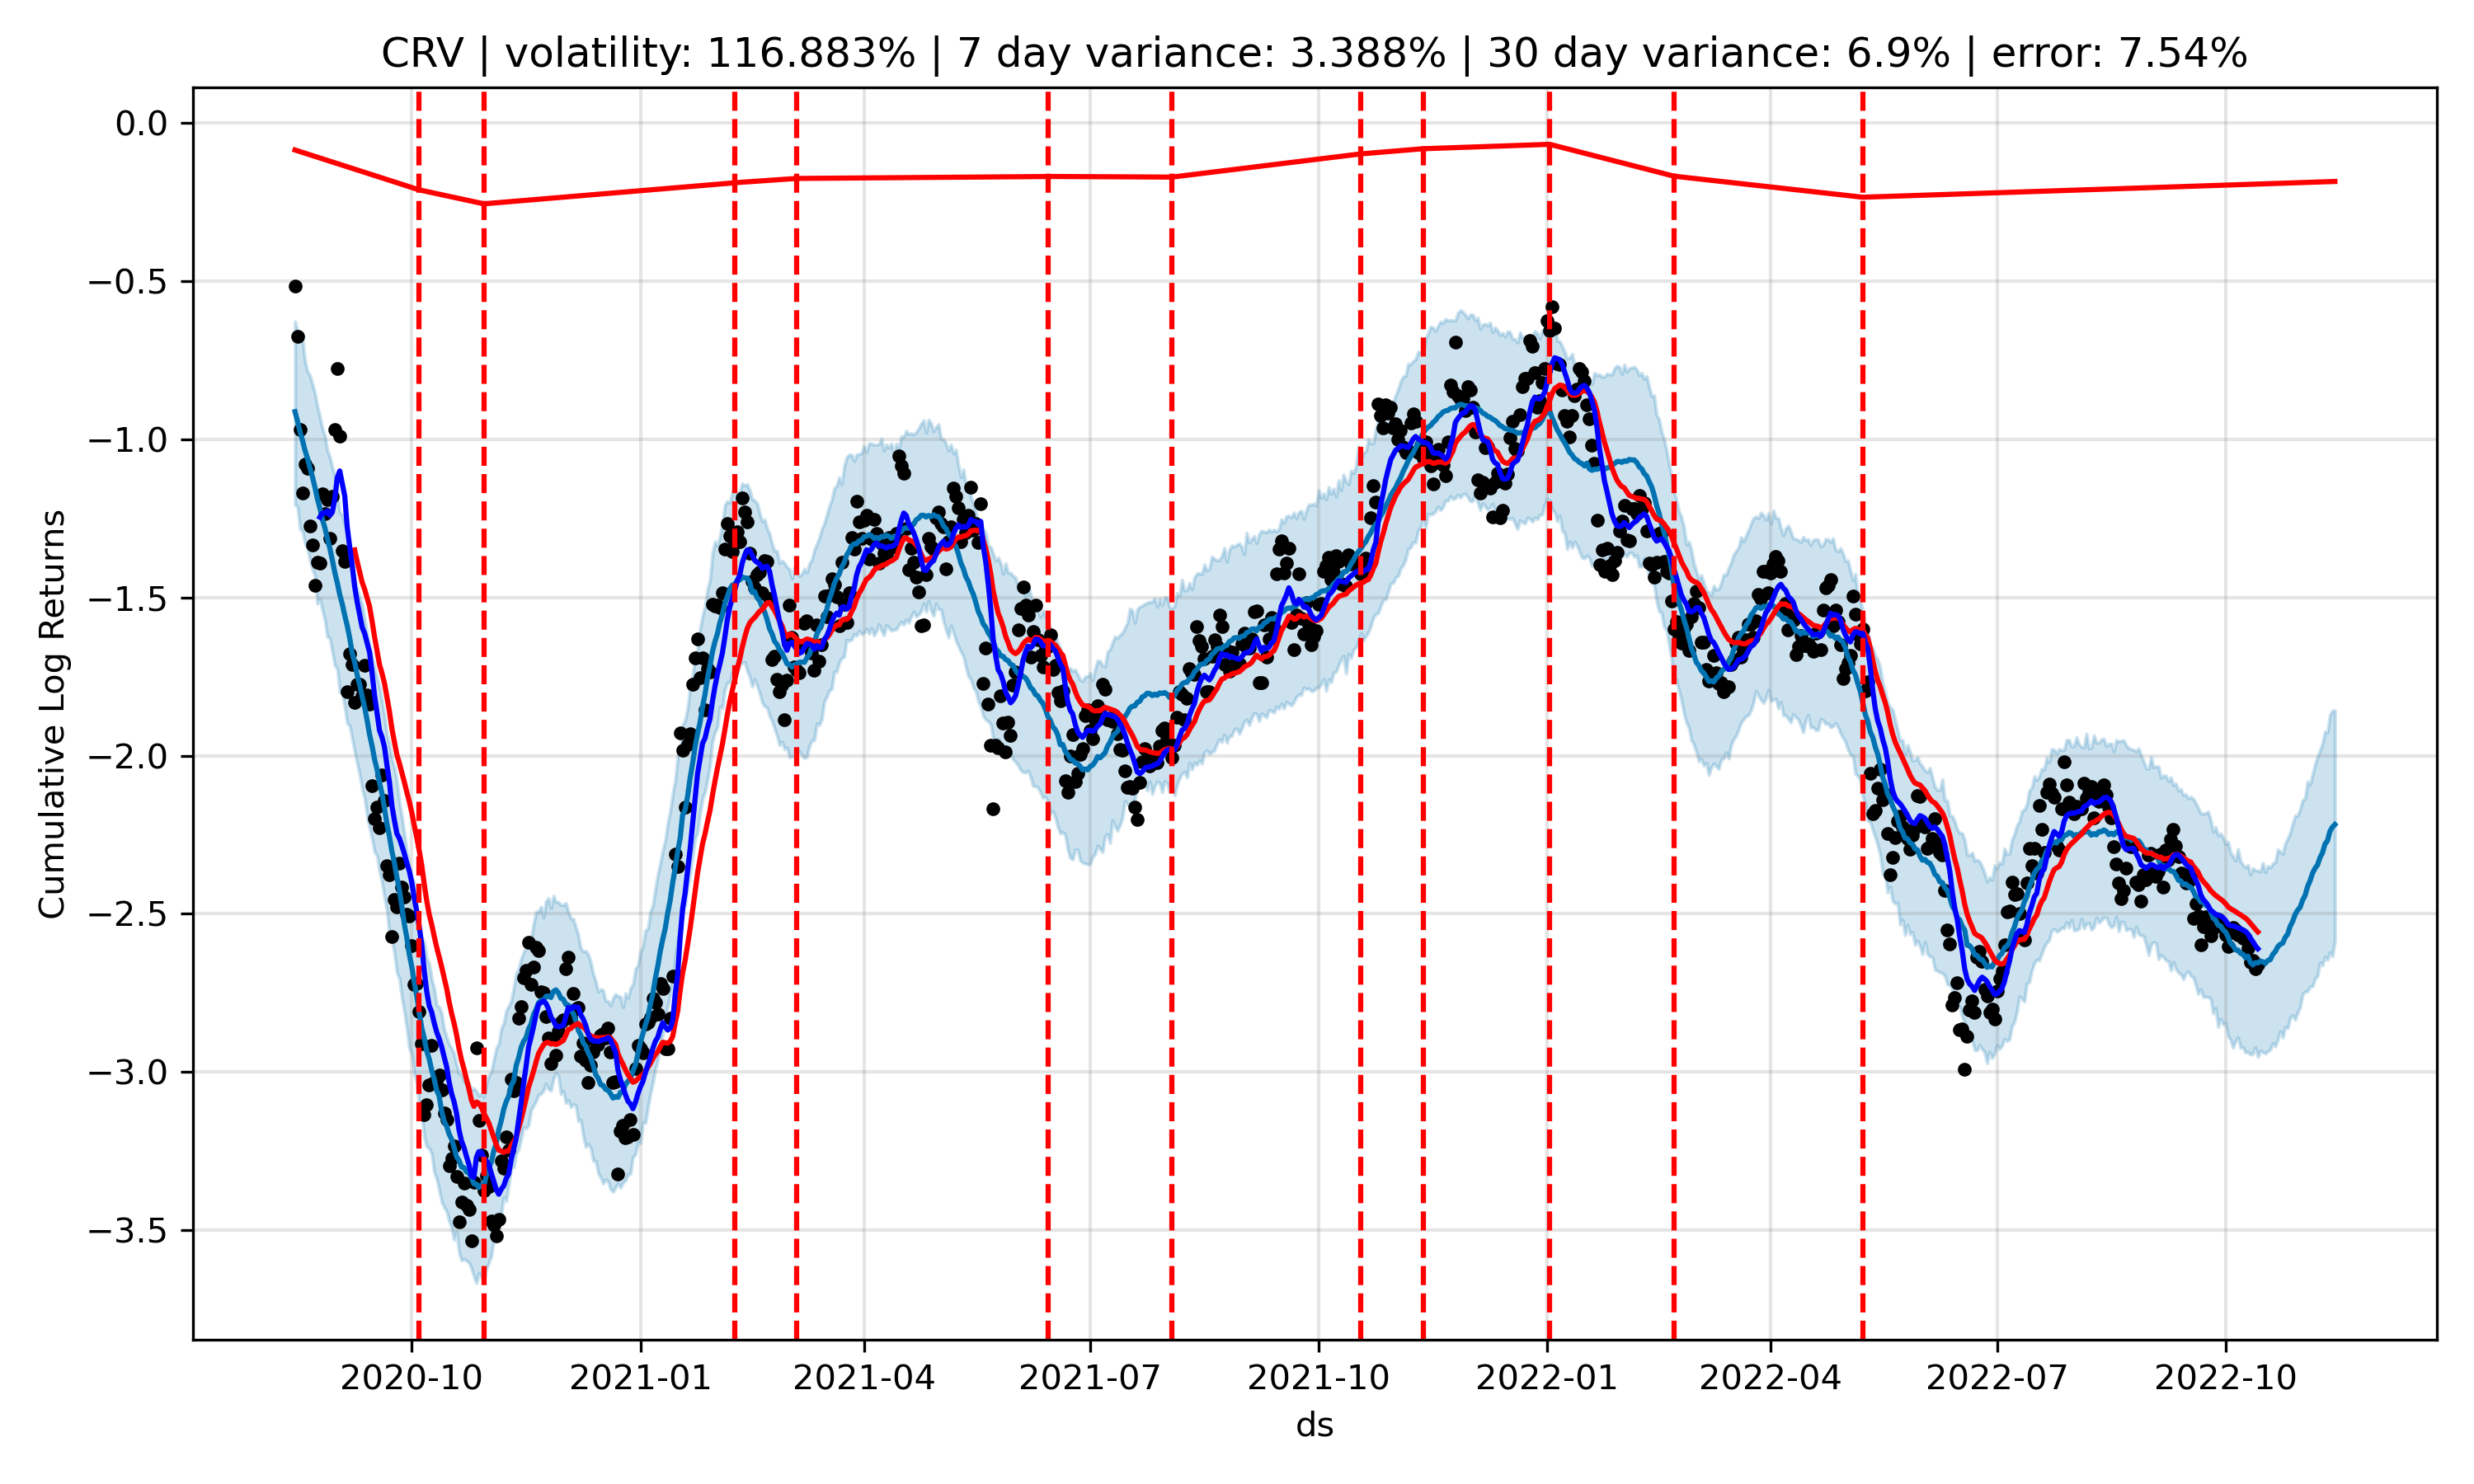 CRV | volatility: 116.883% | 7 day variance: 3.388% | 30 day variance: 6.9% | error: 7.54%
0.0
−0.5
−1.0
−1.5
−2.0
−2.5
−3.0
−3.5
Cumulative Log Returns
2020-10 2021-01 2021-04 2021-07 2021-10 2022-01 2022-04 2022-07 2022-10
ds